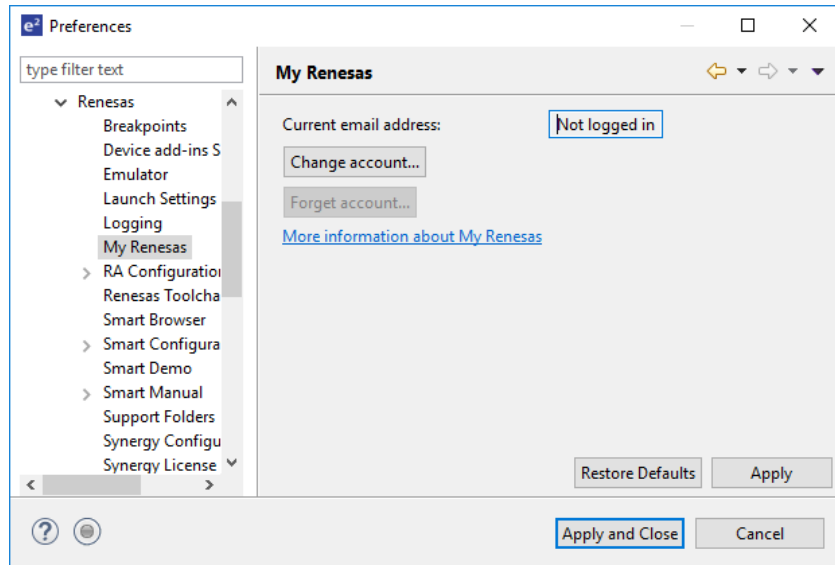 e² Preferences
type filter text
Renesas
Breakpoints
Device add-ins S
Emulator
Launch Settings
Logging
My Renesas
RA Configuration
Renesas Toolcha
Smart Browser
Smart Configura
Smart Demo
Smart Manual
Support Folders
Synergy Configu
Synergy License
My Renesas
Current email address: Not logged in
Change account...
Forget account...
More information about My Renesas
Restore Defaults Apply
? Apply and Close Cancel